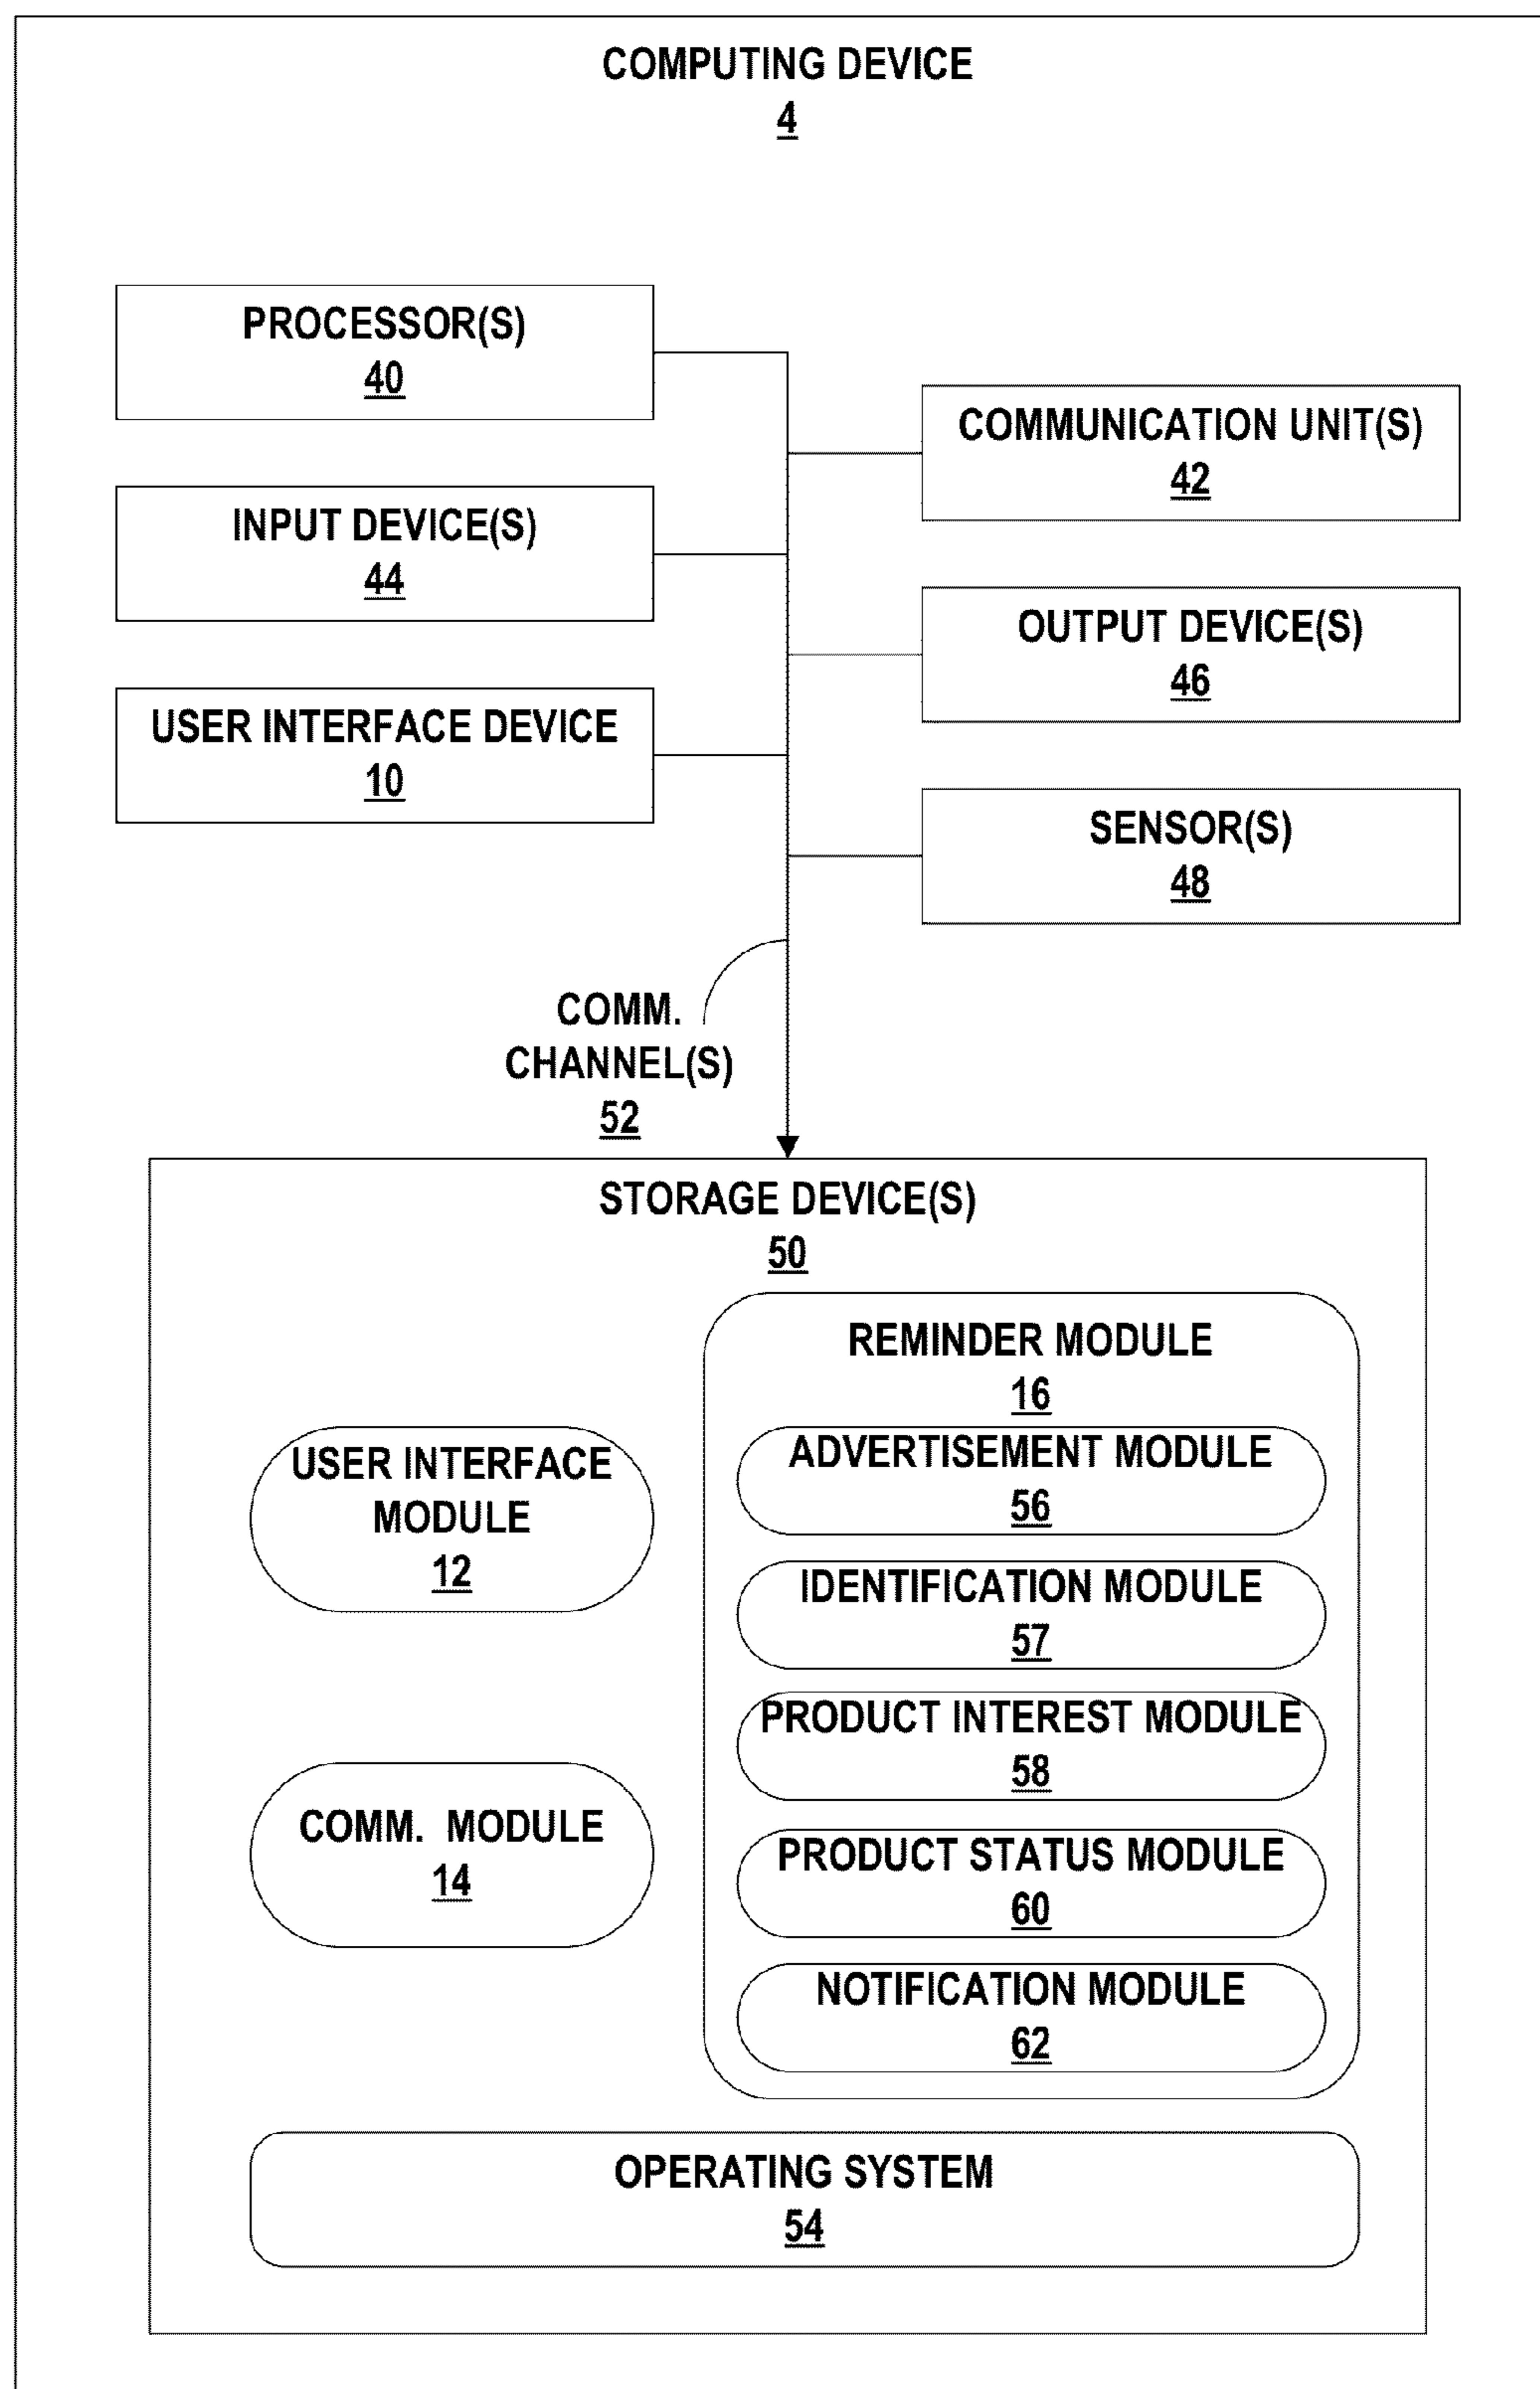 COMPUTING DEVICE
4
PROCESSOR(S)
40
COMMUNICATION UNIT(S)
42
INPUT DEVICE(S)
44
OUTPUT DEVICE(S)
46
USER INTERFACE DEVICE
10
SENSOR(S)
48
COMM.
CHANNEL(S)
52
STORAGE DEVICE(S)
50
REMINDER MODULE
16
USER INTERFACE
MODULE
12
ADVERTISEMENT MODULE
56
IDENTIFICATION MODULE
57
PRODUCT INTEREST MODULE
58
COMM. MODULE
14
PRODUCT STATUS MODULE
60
NOTIFICATION MODULE
62
OPERATING SYSTEM
54